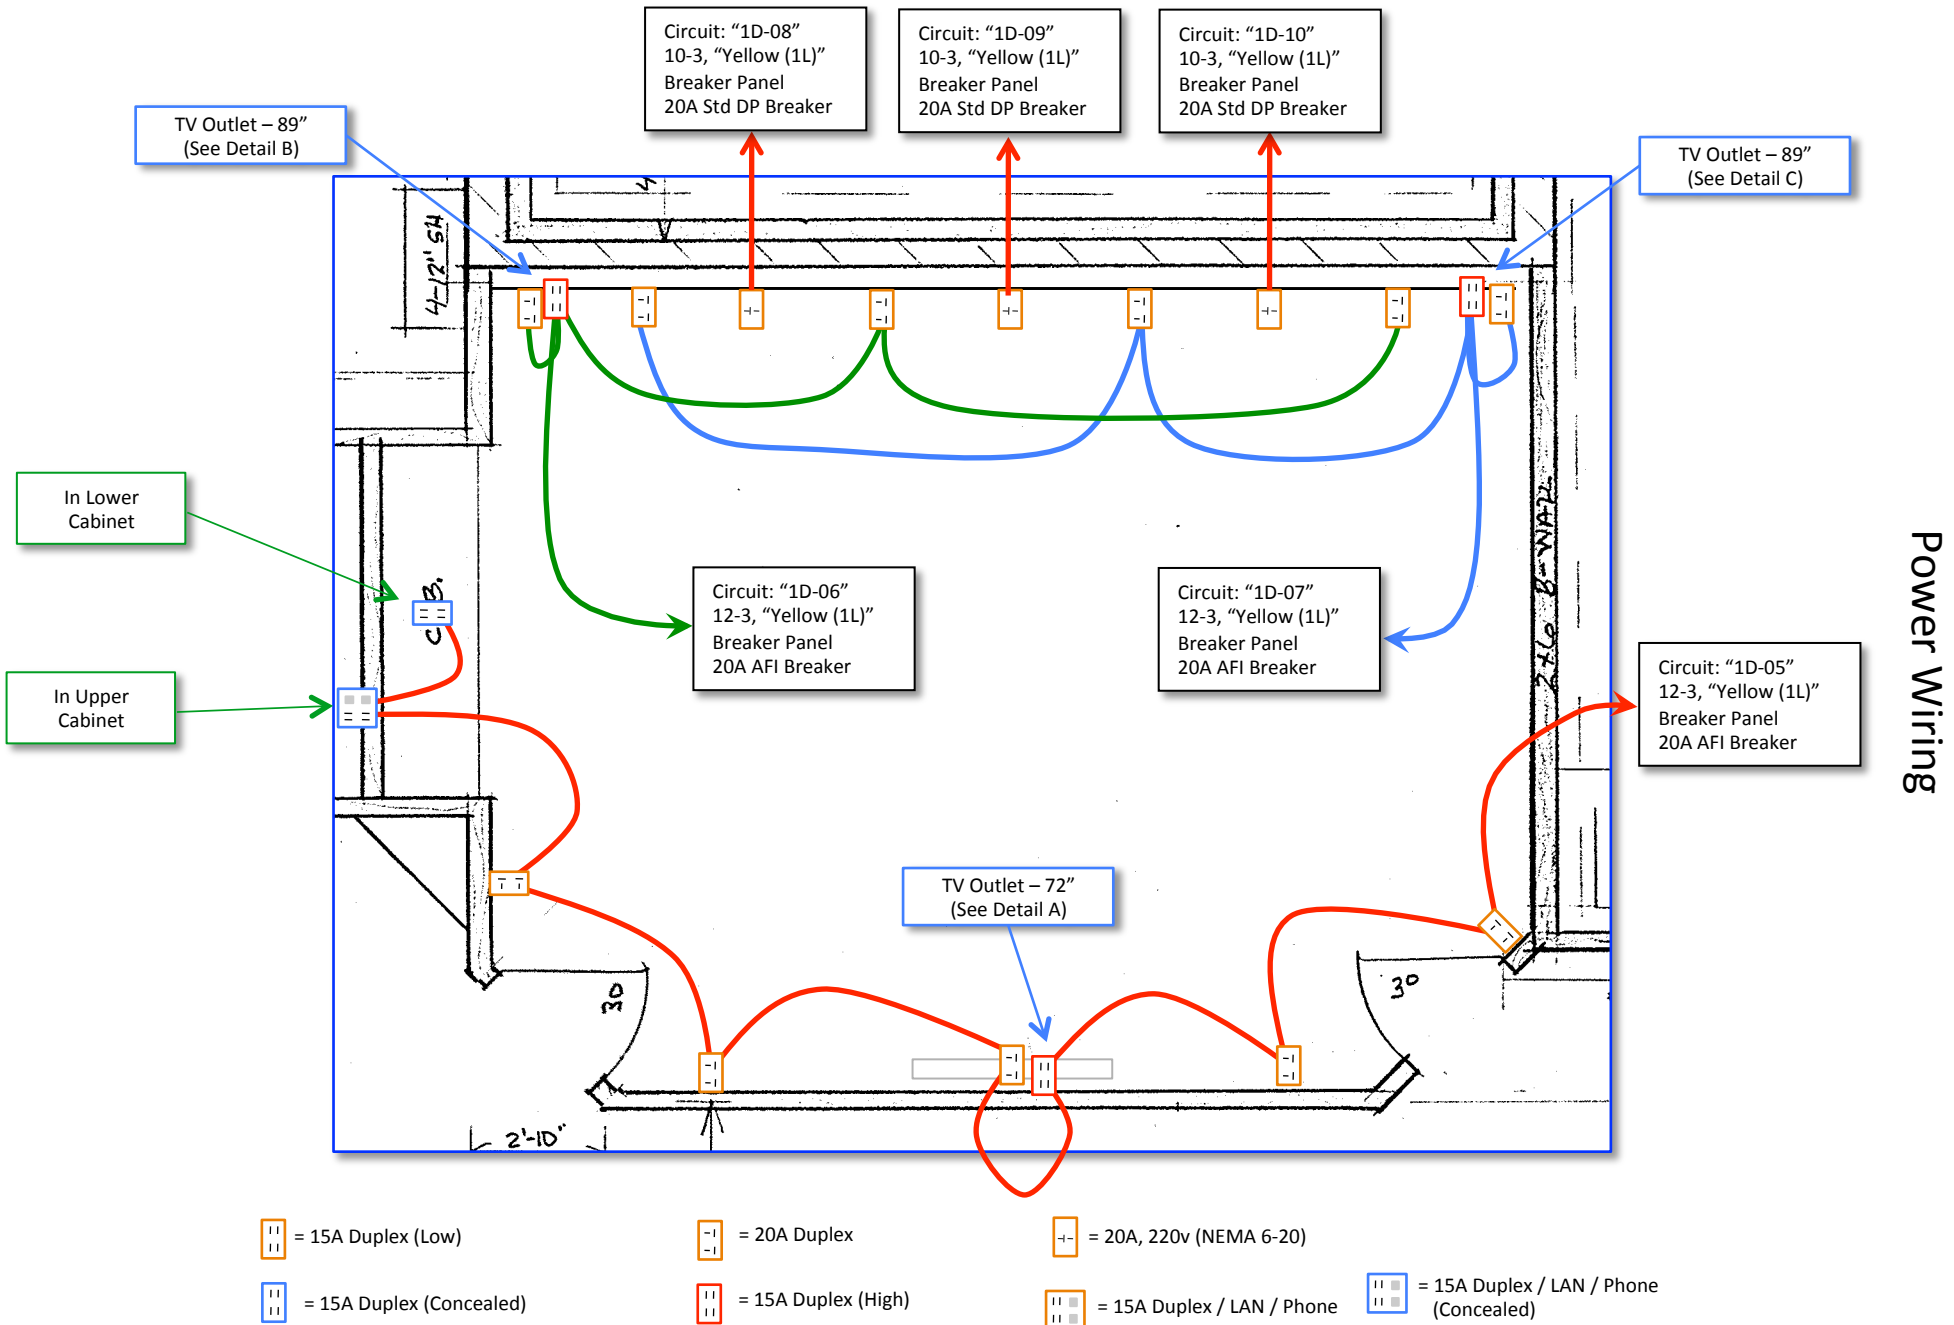 Circuit: “1D-08”
10-3, “Yellow (1L)”
Breaker Panel
20A Std DP Breaker
Circuit: “1D-09”
10-3, “Yellow (1L)”
Breaker Panel
20A Std DP Breaker
Circuit: “1D-10”
10-3, “Yellow (1L)”
Breaker Panel
20A Std DP Breaker
TV Outlet – 89”
(See Detail B)
TV Outlet – 89”
(See Detail C)
4
4-12" SH
In Lower
Cabinet
C B.
In Upper
Cabinet
Circuit: “1D-06”
12-3, “Yellow (1L)”
Breaker Panel
20A AFI Breaker
Circuit: “1D-07”
12-3, “Yellow (1L)”
Breaker Panel
20A AFI Breaker
2x6 B-WALL
Circuit: “1D-05”
12-3, “Yellow (1L)”
Breaker Panel
20A AFI Breaker
Power Wiring
TV Outlet – 72”
(See Detail A)
30
30
2'-10"
= 15A Duplex (Low)
= 20A Duplex
= 20A, 220v (NEMA 6-20)
= 15A Duplex (Concealed)
= 15A Duplex (High)
= 15A Duplex / LAN / Phone
= 15A Duplex / LAN / Phone
(Concealed)